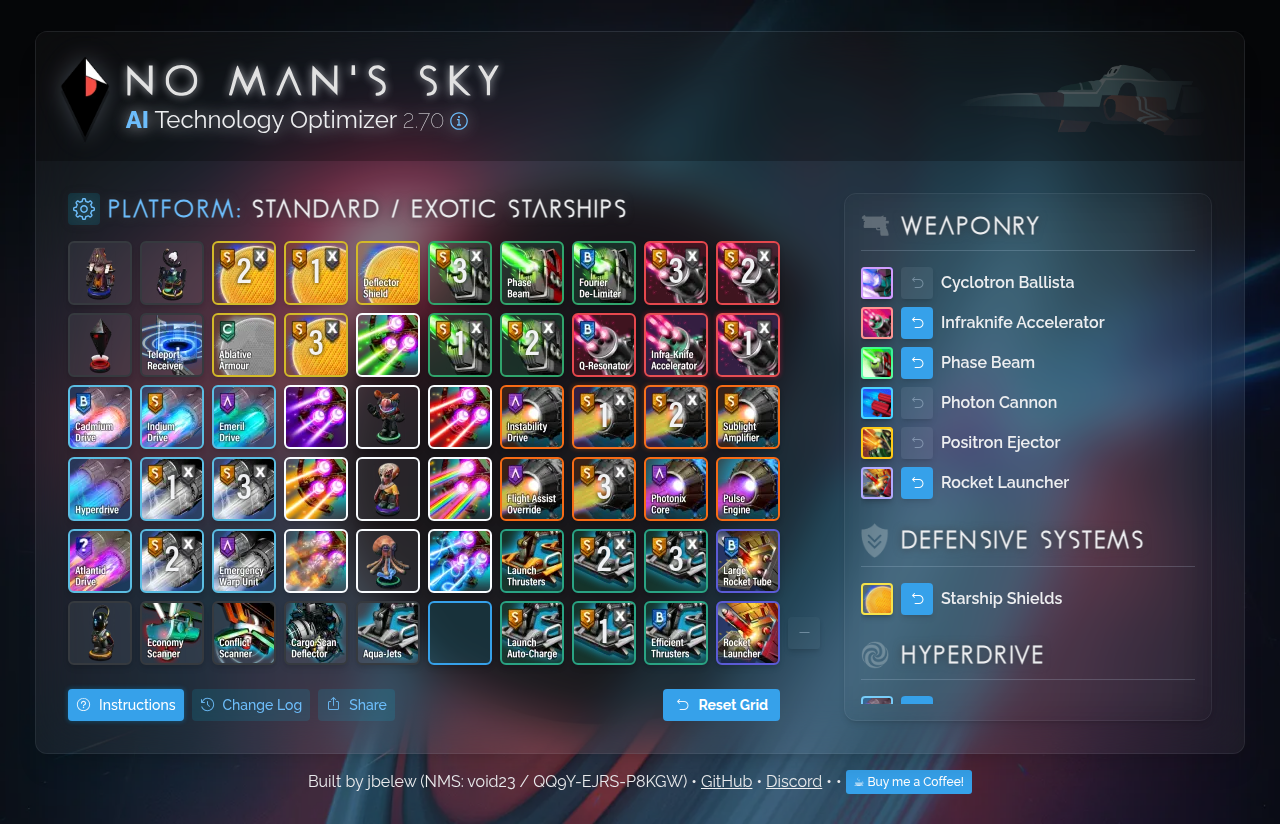 NO MAN'S SKY
AI Technology Optimizer 2.70
PLATFORM: STANDARD / EXOTIC STARSHIPS
S 2 X
S 1 X
Deflector Shield
S 3 X
Phase Beam
B Fourier De-Limiter
S 3 X
S 2 X
Teleport Receiver
C Ablative Armour
S 3 X
S 1 X
S 2 X
B Q-Resonator
Infra-Knife Accelerator
S 1 X
B Cadmium Drive
S Indium Drive
A Emeril Drive
A Instability Drive
S 1 X
S 2 X
S Sublight Amplifier
Hyperdrive
S 1 X
S 3 X
A Flight Assist Override
S 3 X
A Photonix Core
Pulse Engine
? Atlantid Drive
S 2 X
A Emergency Warp Unit
Launch Thrusters
S 2 X
S 3 X
B Large Rocket Tube
Economy Scanner
Conflict Scanner
Cargo Scan Deflector
Aqua-Jets
S Launch Auto-Charge
S 1 X
B Efficient Thrusters
Rocket Launcher
Instructions
Change Log
Share
Reset Grid
WEAPONRY
Cyclotron Ballista
Infraknife Accelerator
Phase Beam
Photon Cannon
Positron Ejector
Rocket Launcher
DEFENSIVE SYSTEMS
Starship Shields
HYPERDRIVE
Built by jbelew (NMS: void23 / QQ9Y-EJRS-P8KGW) • GitHub • Discord • • Buy me a Coffee!